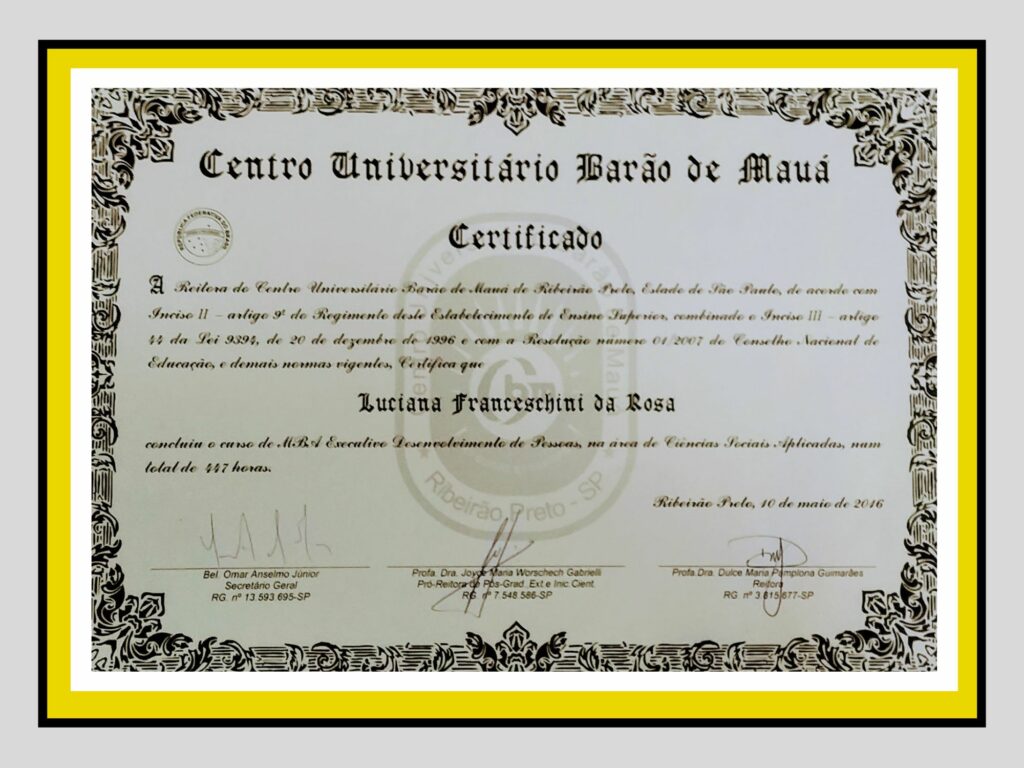 Centro Universitário Barão de Mauá
REPÚBLICA FEDERATIVA DO BRASIL
Certificado
A Reitora do Centro Universitário Barão de Mauá de Ribeirão Preto, Estado de São Paulo, de acordo com
Inciso II – artigo 9º do Regimento deste Estabelecimento de Ensino Superior, combinado o Inciso III – artigo
44 da Lei 9394, de 20 de dezembro de 1996 e com a Resolução número 01/2007 do Conselho Nacional de
Educação, e demais normas vigentes, Certifica que
Luciana Franceschini da Rosa
concluiu o curso de MBA Executivo Desenvolvimento de Pessoas, na área de Ciências Sociais Aplicadas, num
total de 447 horas.
Ribeirão Preto - SP
Ribeirão Preto, 10 de maio de 2016
Bel. Omar Anselmo Júnior
Secretário Geral
RG. nº 13.593.695-SP
Profa. Dra. Joyce Maria Worschech Gabrielli
Pró-Reitora de Pós-Grad. Ext e Inic Cient.
RG. nº 7.548.586-SP
Profa. Dra. Dulce Maria Pamplona Guimarães
Reitora
RG. nº 3.815.677-SP